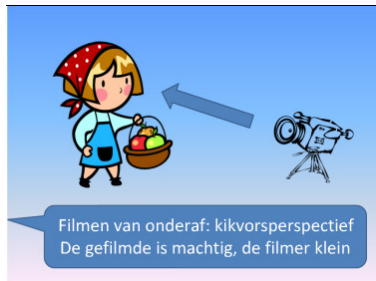 Filmen van onderaf: kikvorsperspectief
De gefilmde is machtig, de filmer klein